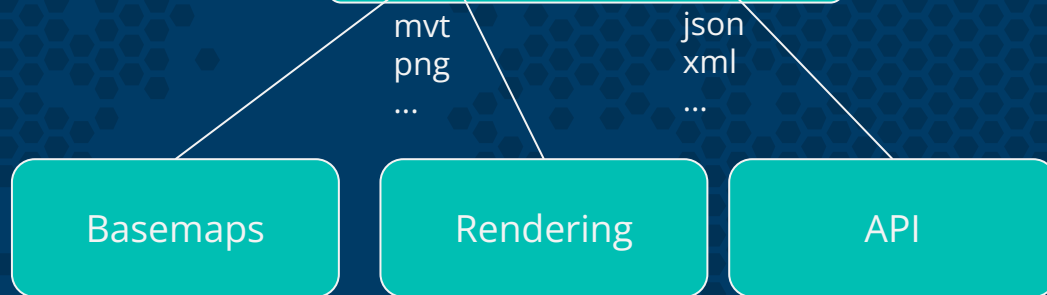 mvt
png
...
json
xml
...
Basemaps
Rendering
API